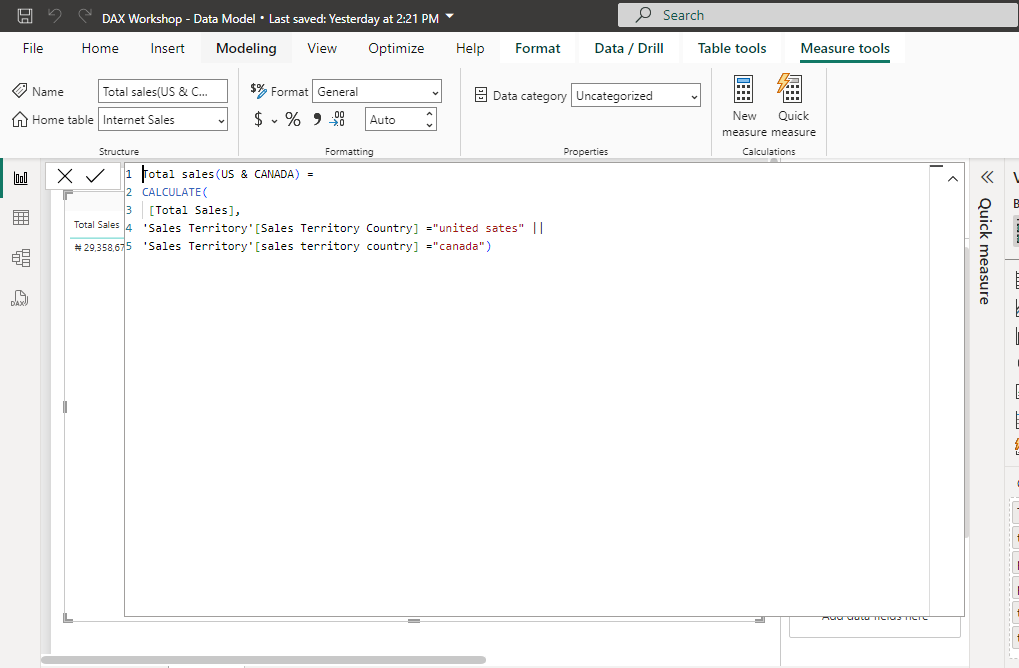 DAX Workshop - Data Model • Last saved: Yesterday at 2:21 PM
Search
File Home Insert Modeling View Optimize Help Format Data / Drill Table tools Measure tools
Name Total sales(US & C...
Home table Internet Sales
Structure
$% Format General
$ % Auto
Formatting
Data category Uncategorized
Properties
New measure
Quick measure
Calculations
1 Total sales(US & CANADA) =
2 CALCULATE(
3 [Total Sales],
4 'Sales Territory'[Sales Territory Country] ="united sates" ||
5 'Sales Territory'[sales territory country] ="canada")
Total Sales
₦ 29,358,67
DAX
Quick measure
Add data fields here